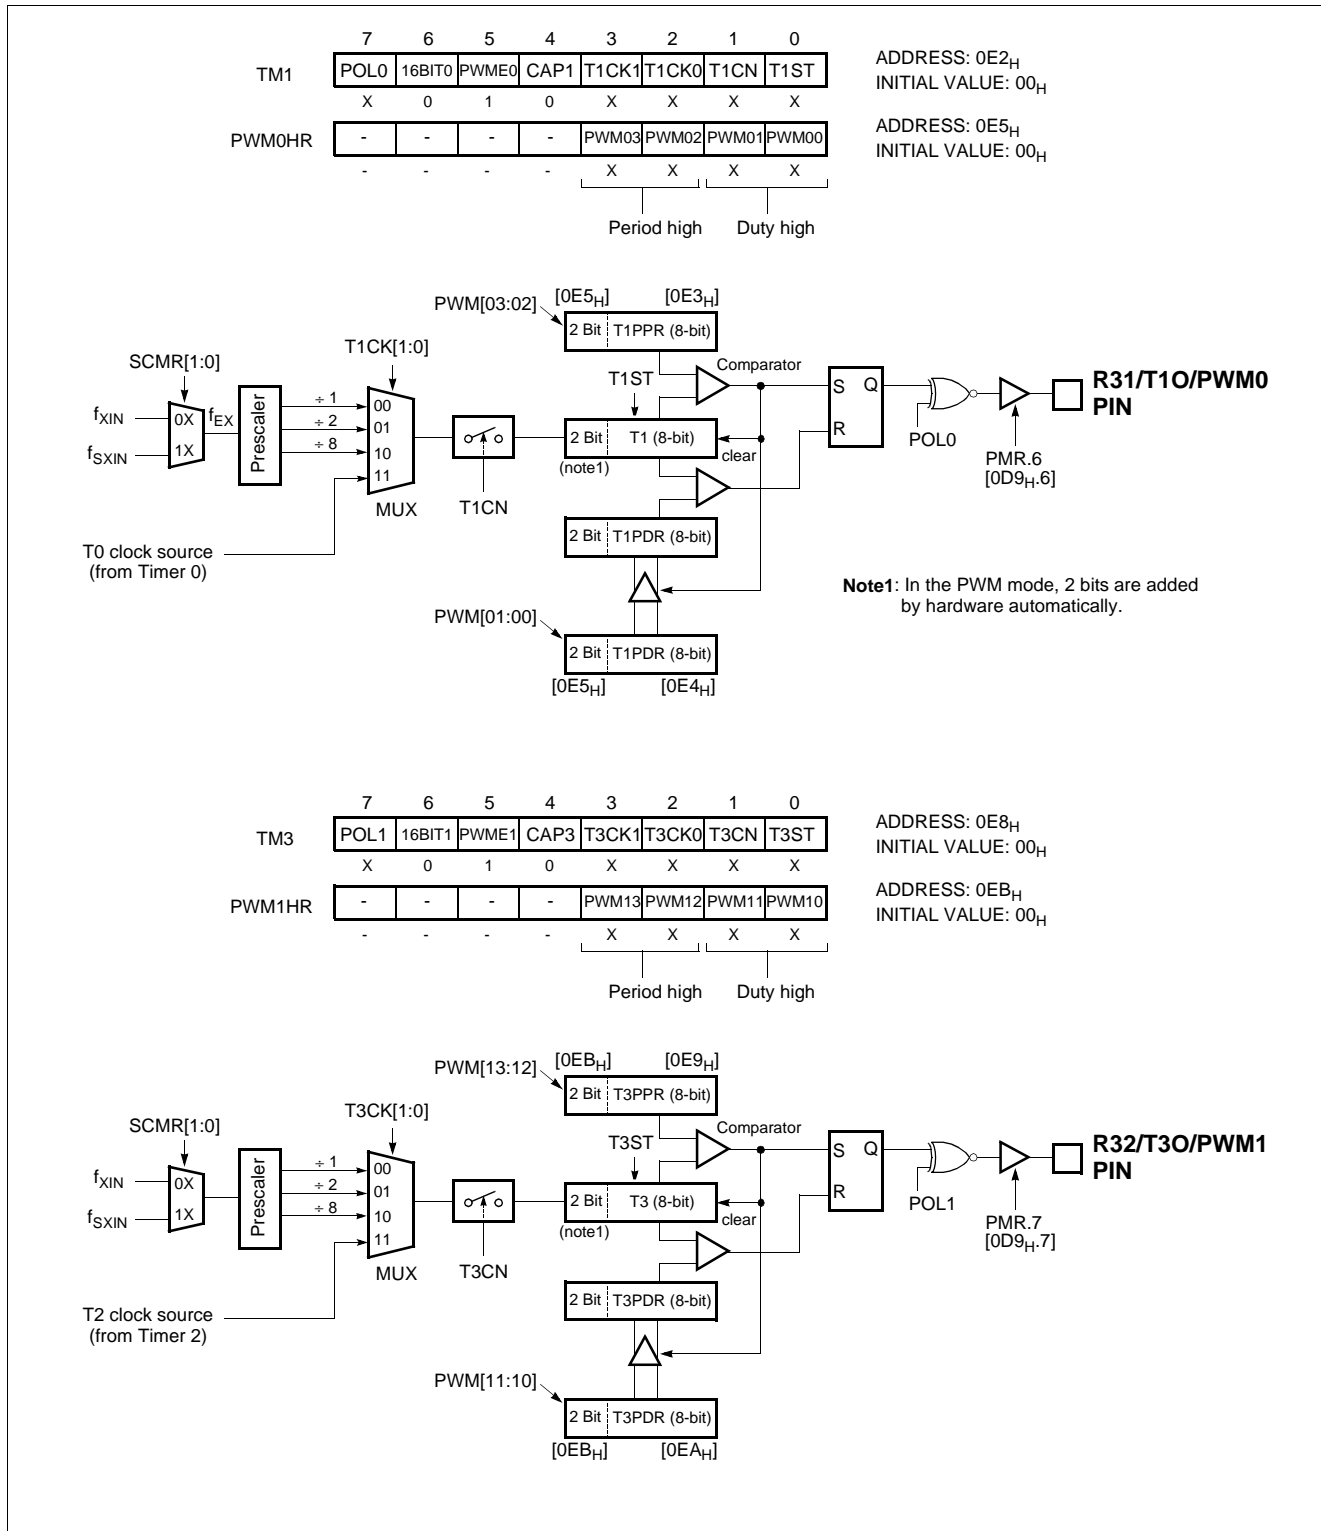 7 6 5 4 3 2 1 0
TM1 POL0 16BIT0 PWME0 CAP1 T1CK1 T1CK0 T1CN T1ST ADDRESS: 0E2H
INITIAL VALUE: 00H
X 0 1 0 X X X X
PWM0HR - - - - PWM03 PWM02 PWM01 PWM00 ADDRESS: 0E5H
INITIAL VALUE: 00H
- - - - X X X X
Period high Duty high
PWM[03:02] [0E5H] [0E3H]
2 Bit T1PPR (8-bit)
SCMR[1:0] T1CK[1:0] T1ST Comparator
fXIN 0X fEX Prescaler ÷ 1 00
fSXIN 1X ÷ 2 01
÷ 8 10
11
MUX
T1CN
2 Bit T1 (8-bit)
(note1) clear
S Q
R
POL0
PMR.6
[0D9H.6]
R31/T1O/PWM0
PIN
2 Bit T1PDR (8-bit)
T0 clock source
(from Timer 0)
Note1: In the PWM mode, 2 bits are added
by hardware automatically.
PWM[01:00]
2 Bit T1PDR (8-bit)
[0E5H] [0E4H]
7 6 5 4 3 2 1 0
TM3 POL1 16BIT1 PWME1 CAP3 T3CK1 T3CK0 T3CN T3ST ADDRESS: 0E8H
INITIAL VALUE: 00H
X 0 1 0 X X X X
PWM1HR - - - - PWM13 PWM12 PWM11 PWM10 ADDRESS: 0EBH
INITIAL VALUE: 00H
- - - - X X X X
Period high Duty high
PWM[13:12] [0EBH] [0E9H]
2 Bit T3PPR (8-bit)
SCMR[1:0] T3CK[1:0] T3ST Comparator
fXIN 0X Prescaler ÷ 1 00
fSXIN 1X ÷ 2 01
÷ 8 10
11
MUX
T3CN
2 Bit T3 (8-bit)
(note1) clear
S Q
R
POL1
PMR.7
[0D9H.7]
R32/T3O/PWM1
PIN
2 Bit T3PDR (8-bit)
T2 clock source
(from Timer 2)
PWM[11:10]
2 Bit T3PDR (8-bit)
[0EBH] [0EAH]